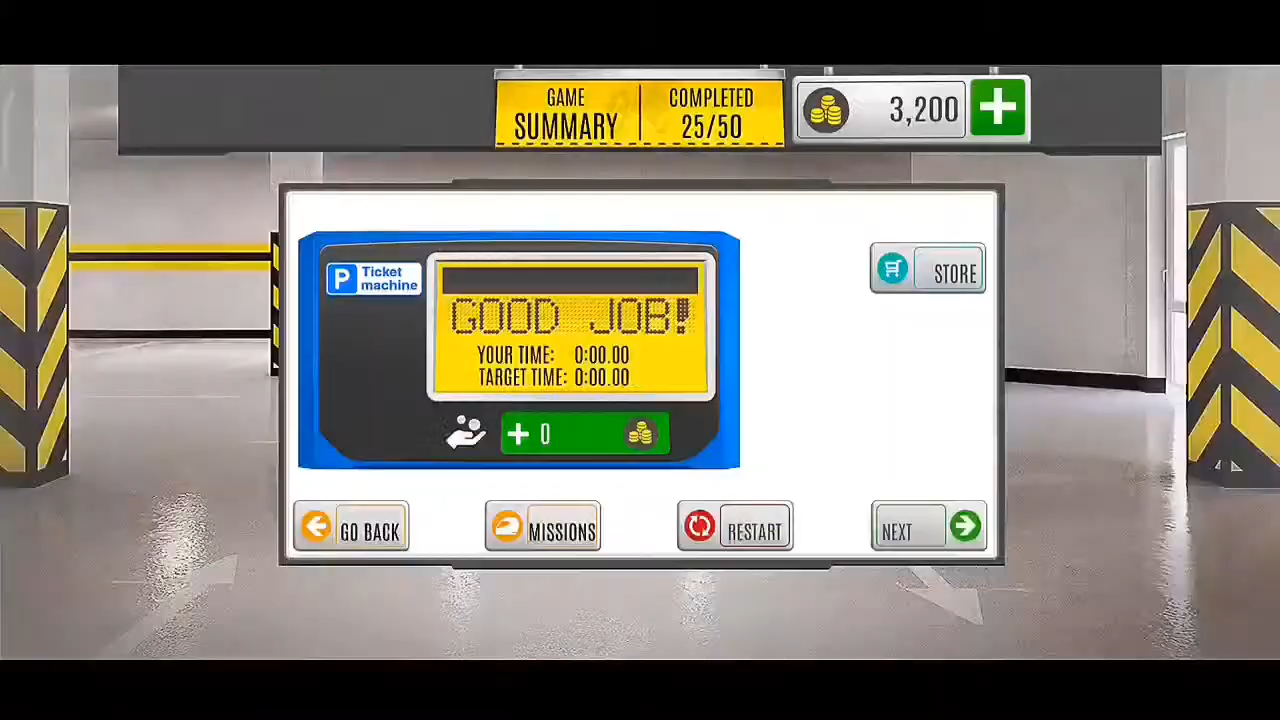 GAME
SUMMARY
COMPLETED
25/50
3,200
P Ticket
machine
GOOD JOB!
YOUR TIME: 0:00.00
TARGET TIME: 0:00.00
+ 0
STORE
GO BACK
MISSIONS
RESTART
NEXT